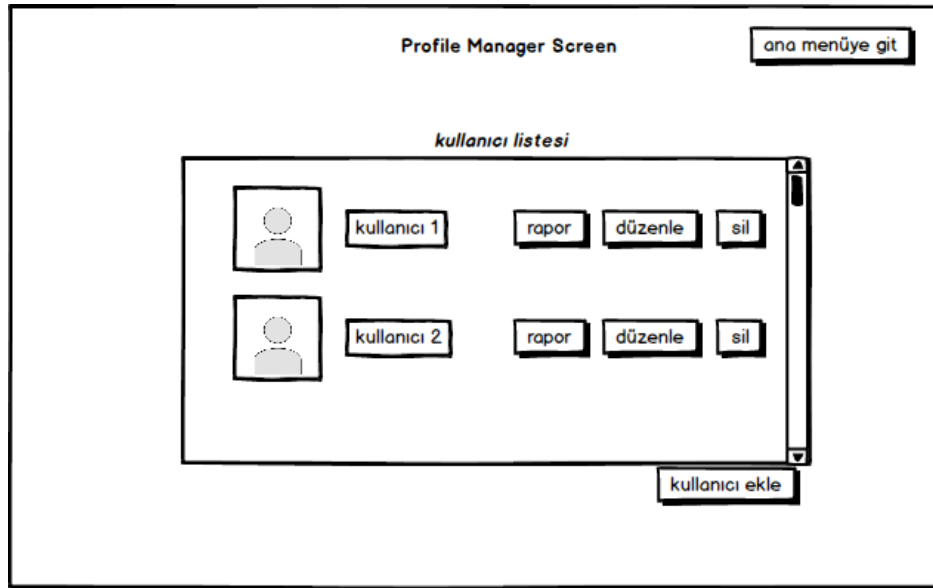 Profile Manager Screen
ana menüye git
kullanıcı listesi
kullanıcı 1 rapor düzenle sil
kullanıcı 2 rapor düzenle sil
kullanıcı ekle